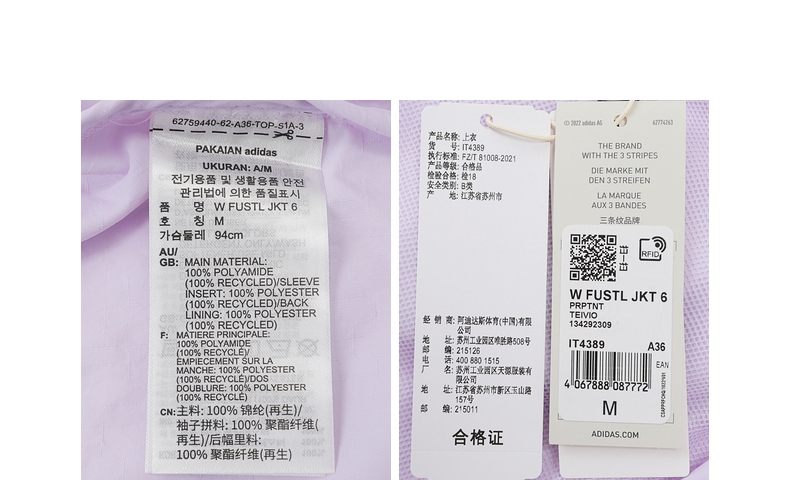 62759440-62-A36-TOP-S1A-3
PAKAIAN adidas
UKURAN: A/M
전기용품 및 생활용품 안전
관리법에 의한 품질표시
품 명 W FUSTL JKT 6
호 칭 M
가슴둘레 94cm
AU/
GB: MAIN MATERIAL:
100% POLYAMIDE
(100% RECYCLED)/SLEEVE
INSERT: 100% POLYESTER
(100% RECYCLED)/BACK
LINING: 100% POLYESTER
(100% RECYCLED)
F: MATIERE PRINCIPALE:
100% POLYAMIDE
(100% RECYCLÉ)/
EMPIECEMENT SUR LA
MANCHE: 100% POLYESTER
(100% RECYCLÉ)/DOS
DOUBLURE: 100% POLYESTER
(100% RECYCLÉ)
CN: 主料: 100% 锦纶(再生)/
袖子拼料: 100% 聚酯纤维(
再生)/后幅里料:
100% 聚酯纤维(再生)
产品名称: 上衣
货 号: IT4389
执行标准: FZ/T 81008-2021
产品等级: 合格品
检验合格: 检18
安全类别: B类
产 地: 江苏省苏州市
经 销 商: 阿迪达斯体育(中国)有限
公司
地 址: 苏州工业园区唯胜路508号
邮 编: 215126
电 话: 400 880 1515
厂 名: 苏州工业园区天源服装有
限公司
地 址: 江苏省苏州市新区玉山路
157号
邮 编: 215011
合格证
© 2022 adidas AG 62774263
THE BRAND
WITH THE 3 STRIPES
DIE MARKE MIT
DEN 3 STREIFEN
LA MARQUE
AUX 3 BANDES
三条纹品牌
RFID
W FUSTL JKT 6
PRPTNT
TEIVIO
134292309
IT4389 A36
EAN
4 067888 087772
M
ADIDAS.COM